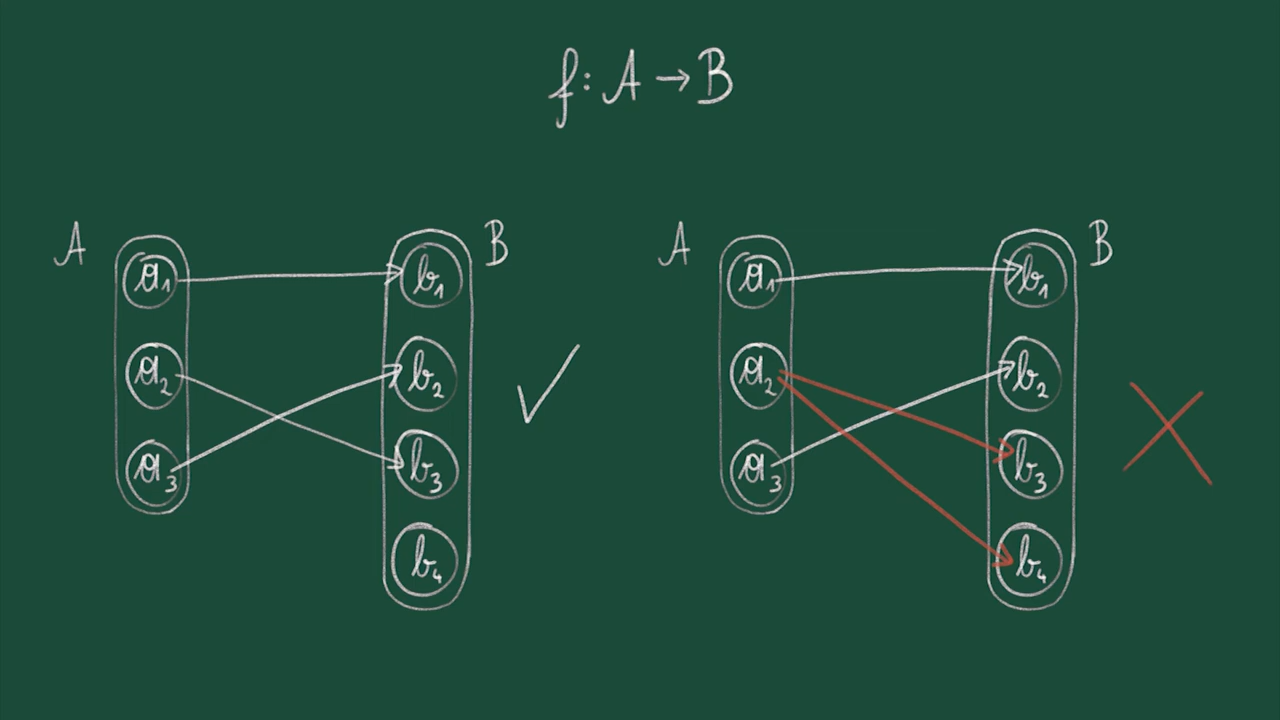 f: A → B
A B
a₁ b₁
a₂ b₂
a₃ b₃
b₄
A B
a₁ b₁
a₂ b₂
a₃ b₃
b₄